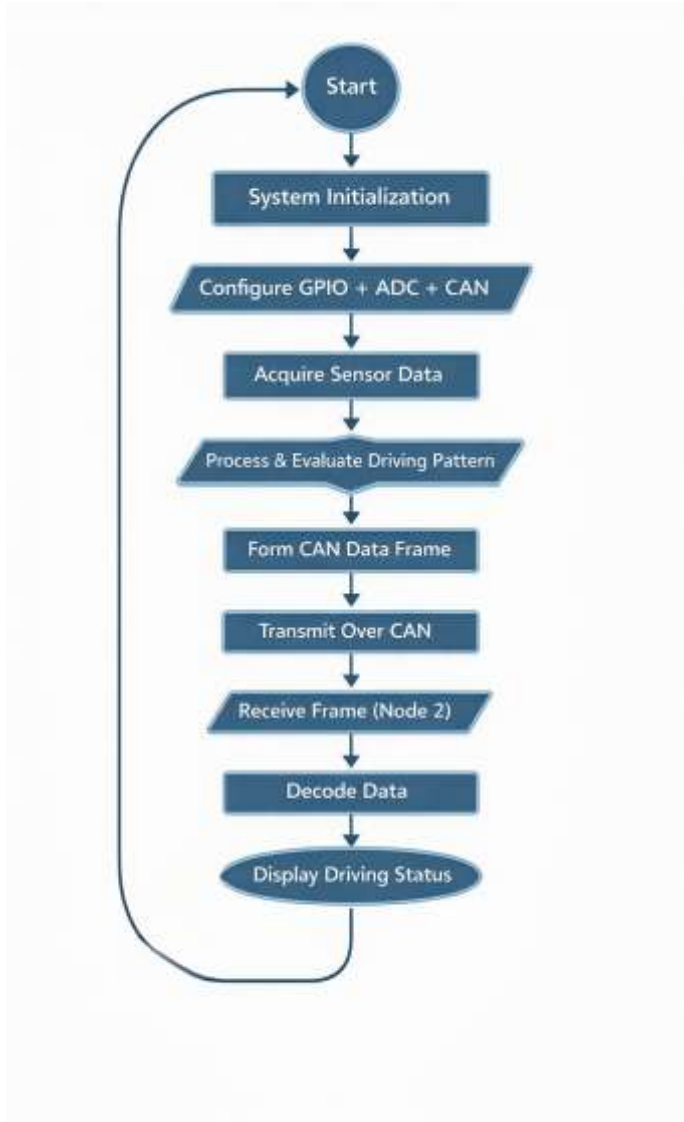 Start
System Initialization
Configure GPIO + ADC + CAN
Acquire Sensor Data
Process & Evaluate Driving Pattern
Form CAN Data Frame
Transmit Over CAN
Receive Frame (Node 2)
Decode Data
Display Driving Status